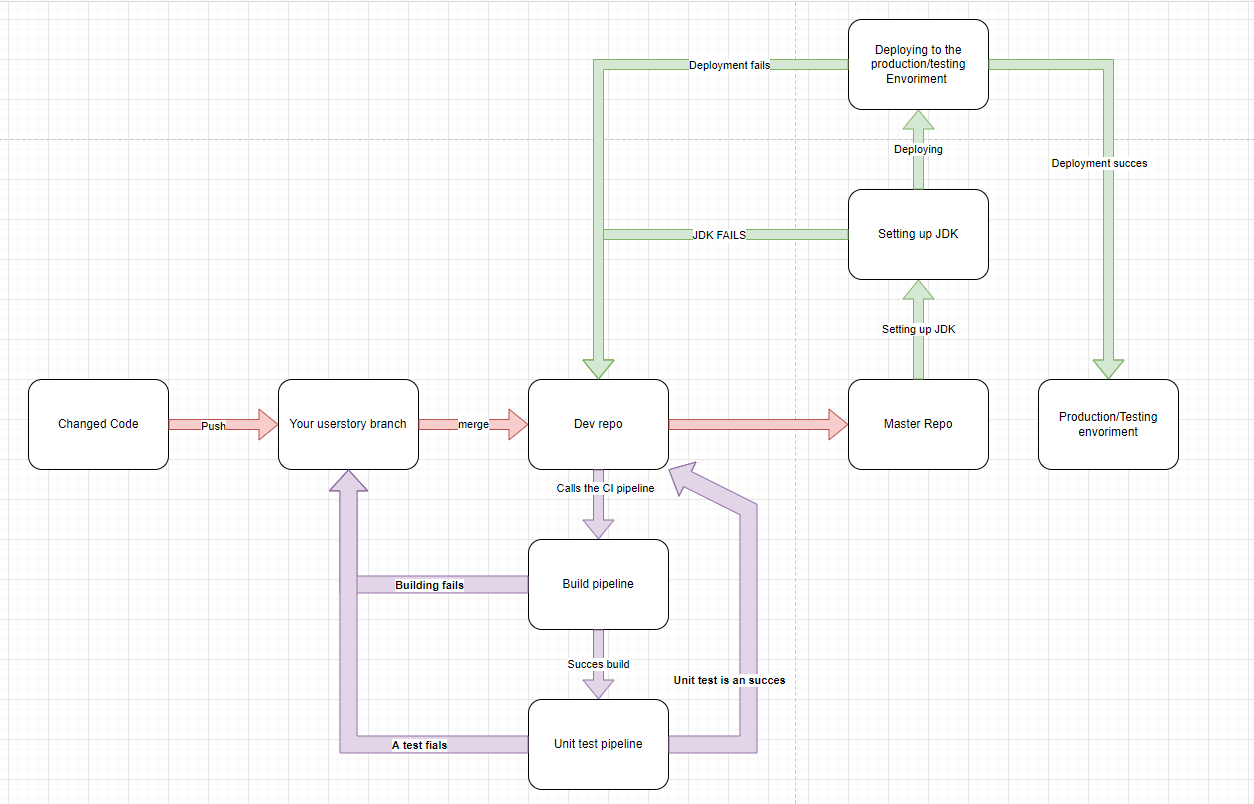 Deploying to the
production/testing
Envoriment
Deployment fails
Deploying
Deployment succes
Setting up JDK
JDK FAILS
Setting up JDK
Changed Code
Push
Your userstory branch
merge
Dev repo
Master Repo
Production/Testing
envoriment
Calls the CI pipeline
Build pipeline
Building fails
Succes build
Unit test is an succes
Unit test pipeline
A test fials